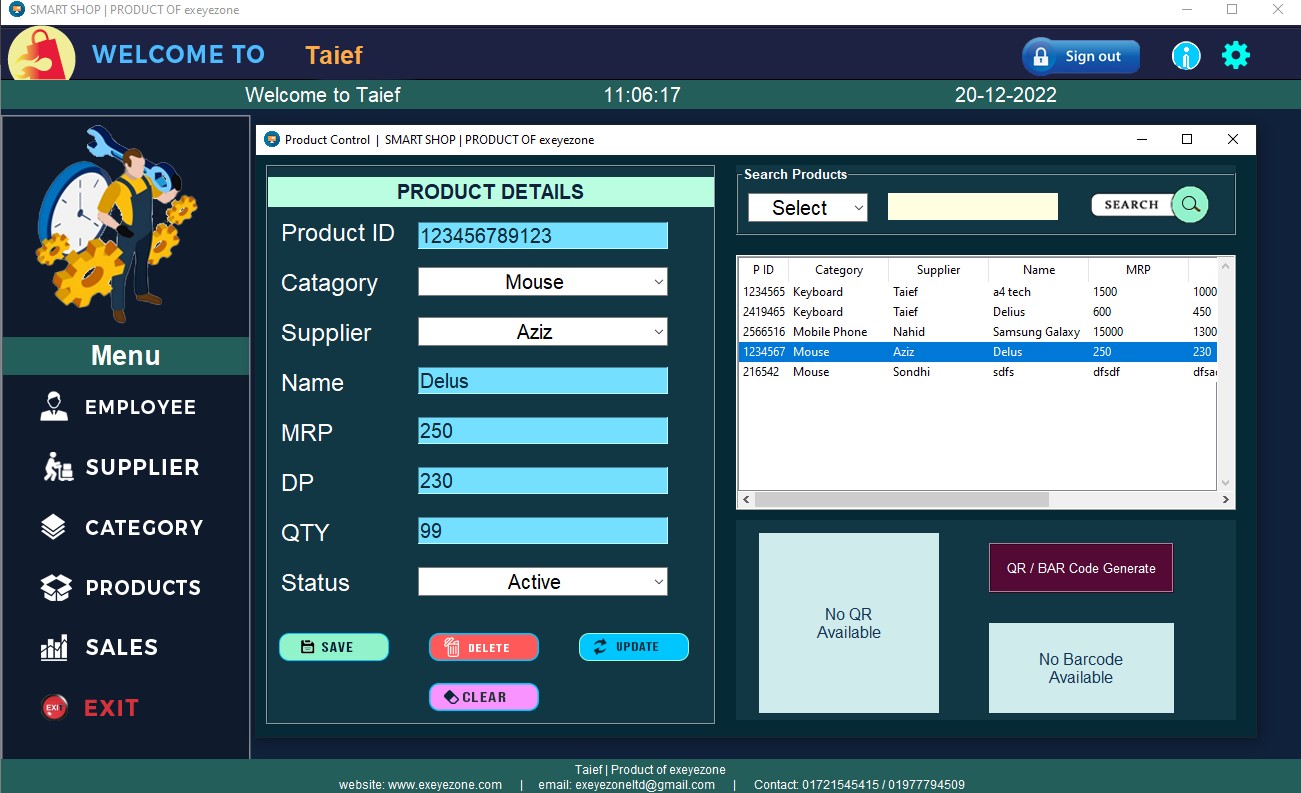 SMART SHOP | PRODUCT OF exeyezone
WELCOME TO Taief
Sign out
Welcome to Taief 11:06:17 20-12-2022
Menu
EMPLOYEE
SUPPLIER
CATEGORY
PRODUCTS
SALES
EXIT EXIT
Product Control | SMART SHOP | PRODUCT OF exeyezone
PRODUCT DETAILS
Product ID 123456789123
Catagory Mouse
Supplier Aziz
Name Delus
MRP 250
DP 230
QTY 99
Status Active
SAVE DELETE UPDATE
CLEAR
Search Products
Select SEARCH
P ID Category Supplier Name MRP
1234565 Keyboard Taief a4 tech 1500 1000
2419465 Keyboard Taief Delius 600 450
2566516 Mobile Phone Nahid Samsung Galaxy 15000 1300
1234567 Mouse Aziz Delus 250 230
216542 Mouse Sondhi sdfs dfsdf dfsa
No QR
Available
QR / BAR Code Generate
No Barcode
Available
Taief | Product of exeyezone
website: www.exeyezone.com | email: exeyezoneltd@gmail.com | Contact: 01721545415 / 01977794509